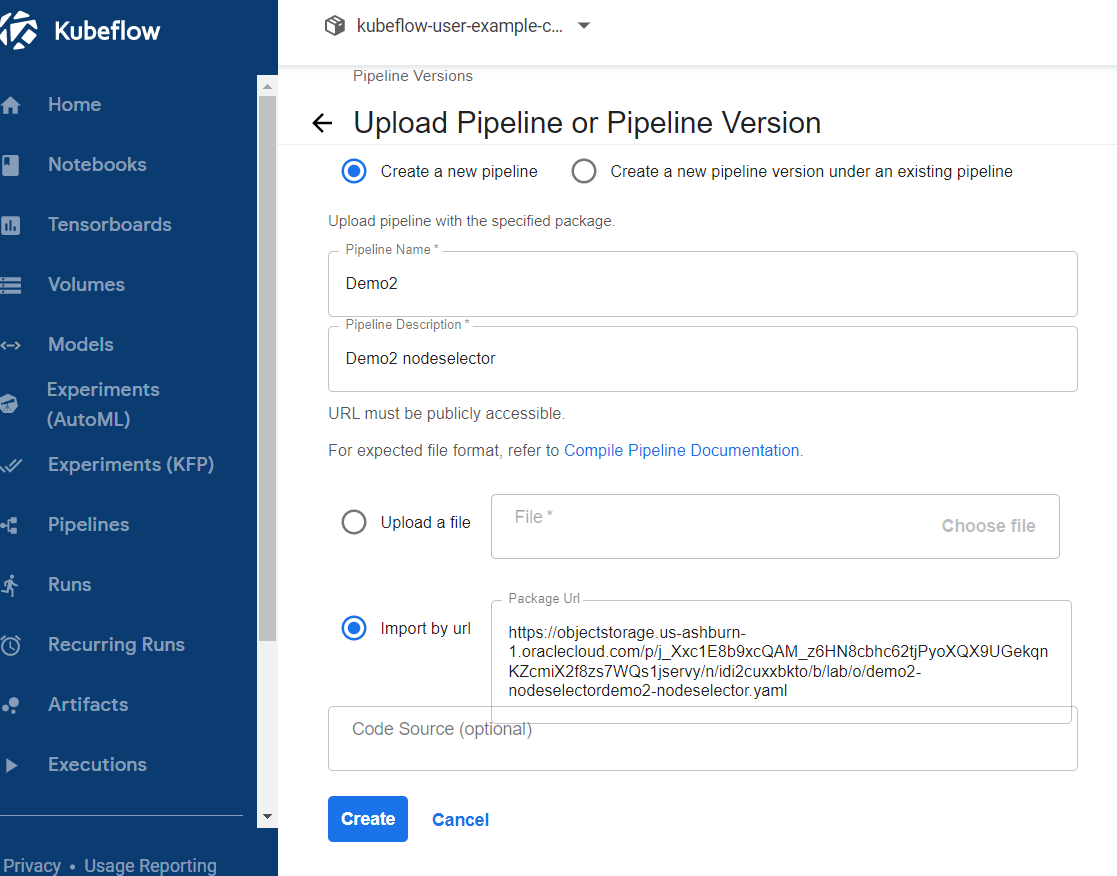 Kubeflow
Home
Notebooks
Tensorboards
Volumes
Models
Experiments
(AutoML)
Experiments (KFP)
Pipelines
Runs
Recurring Runs
Artifacts
Executions
Privacy • Usage Reporting
kubeflow-user-example-c...
Pipeline Versions
Upload Pipeline or Pipeline Version
Create a new pipeline
Create a new pipeline version under an existing pipeline
Upload pipeline with the specified package.
Pipeline Name *
Demo2
Pipeline Description *
Demo2 nodeselector
URL must be publicly accessible.
For expected file format, refer to Compile Pipeline Documentation.
Upload a file
File *
Choose file
Import by url
Package Url
https://objectstorage.us-ashburn-
1.oraclecloud.com/p/j_Xxc1E8b9xcQAM_z6HN8cbhc62tjPyoXQX9UGekqn
KZcmiX2f8zs7WQs1jservy/n/idi2cuxxbkto/b/lab/o/demo2-
nodeselectordemo2-nodeselector.yaml
Code Source (optional)
Create
Cancel